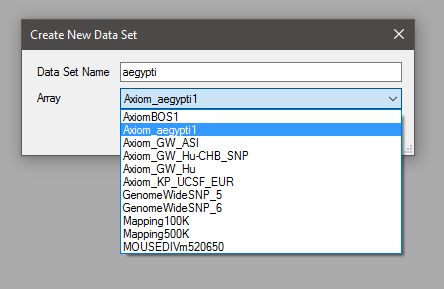 Create New Data Set
Data Set Name aegypti
Array Axiom_aegypti1
AxiomBOS1
Axiom_aegypti1
Axiom_GW_ASI
Axiom_GW_Hu-CHB_SNP
Axiom_GW_Hu
Axiom_KP_UCSF_EUR
GenomeWideSNP_5
GenomeWideSNP_6
Mapping100K
Mapping500K
MOUSEDIVm520650